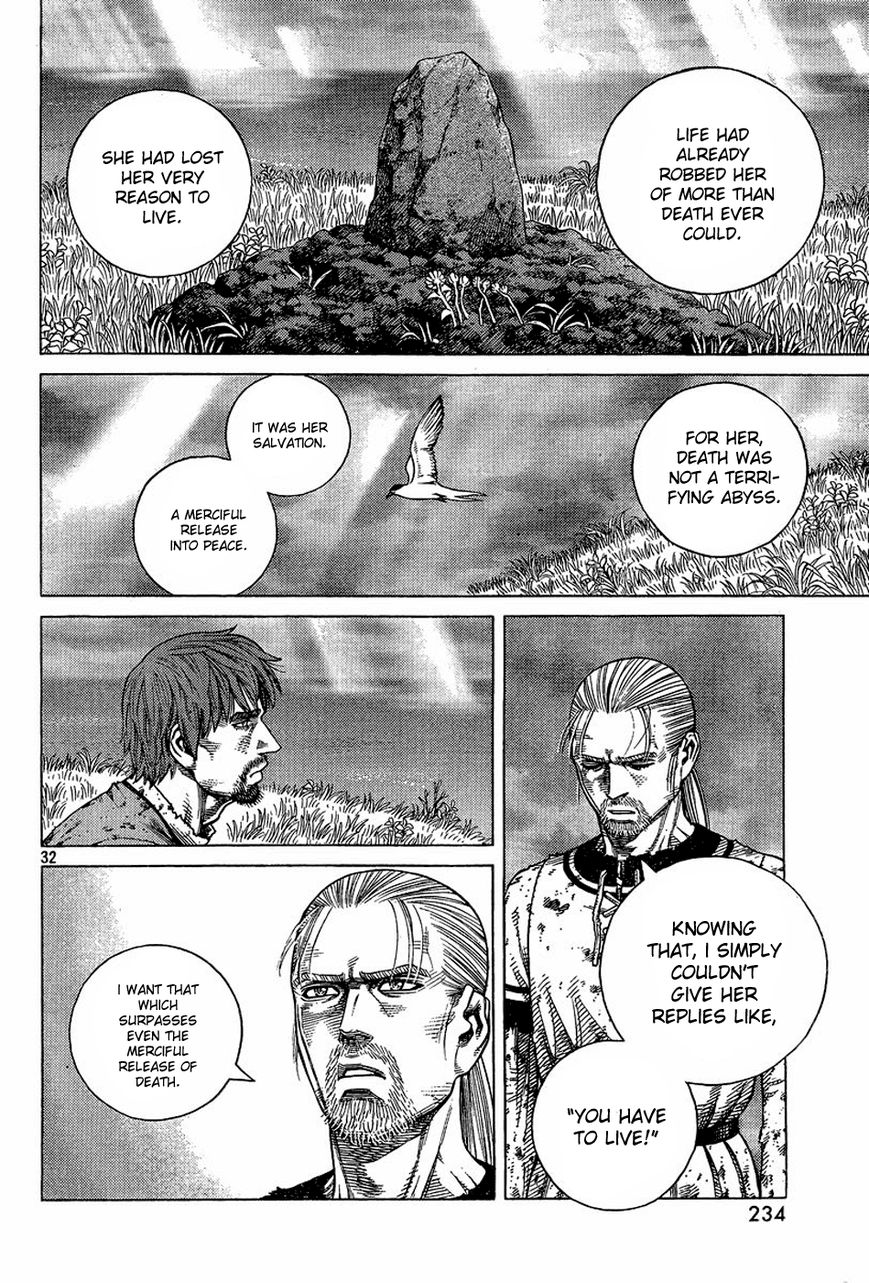 LIFE HAD
ALREADY
ROBBED HER
OF MORE THAN
DEATH EVER
COULD.
SHE HAD LOST
HER VERY
REASON TO
LIVE.
FOR HER,
DEATH WAS
NOT A TERRI-
FYING ABYSS.
IT WAS HER
SALVATION.
A MERCIFUL
RELEASE
INTO PEACE.
KNOWING
THAT, I SIMPLY
COULDN'T
GIVE HER
REPLIES LIKE,
"YOU HAVE
TO LIVE!"
32
I WANT THAT
WHICH
SURPASSES
EVEN THE
MERCIFUL
RELEASE OF
DEATH.
234